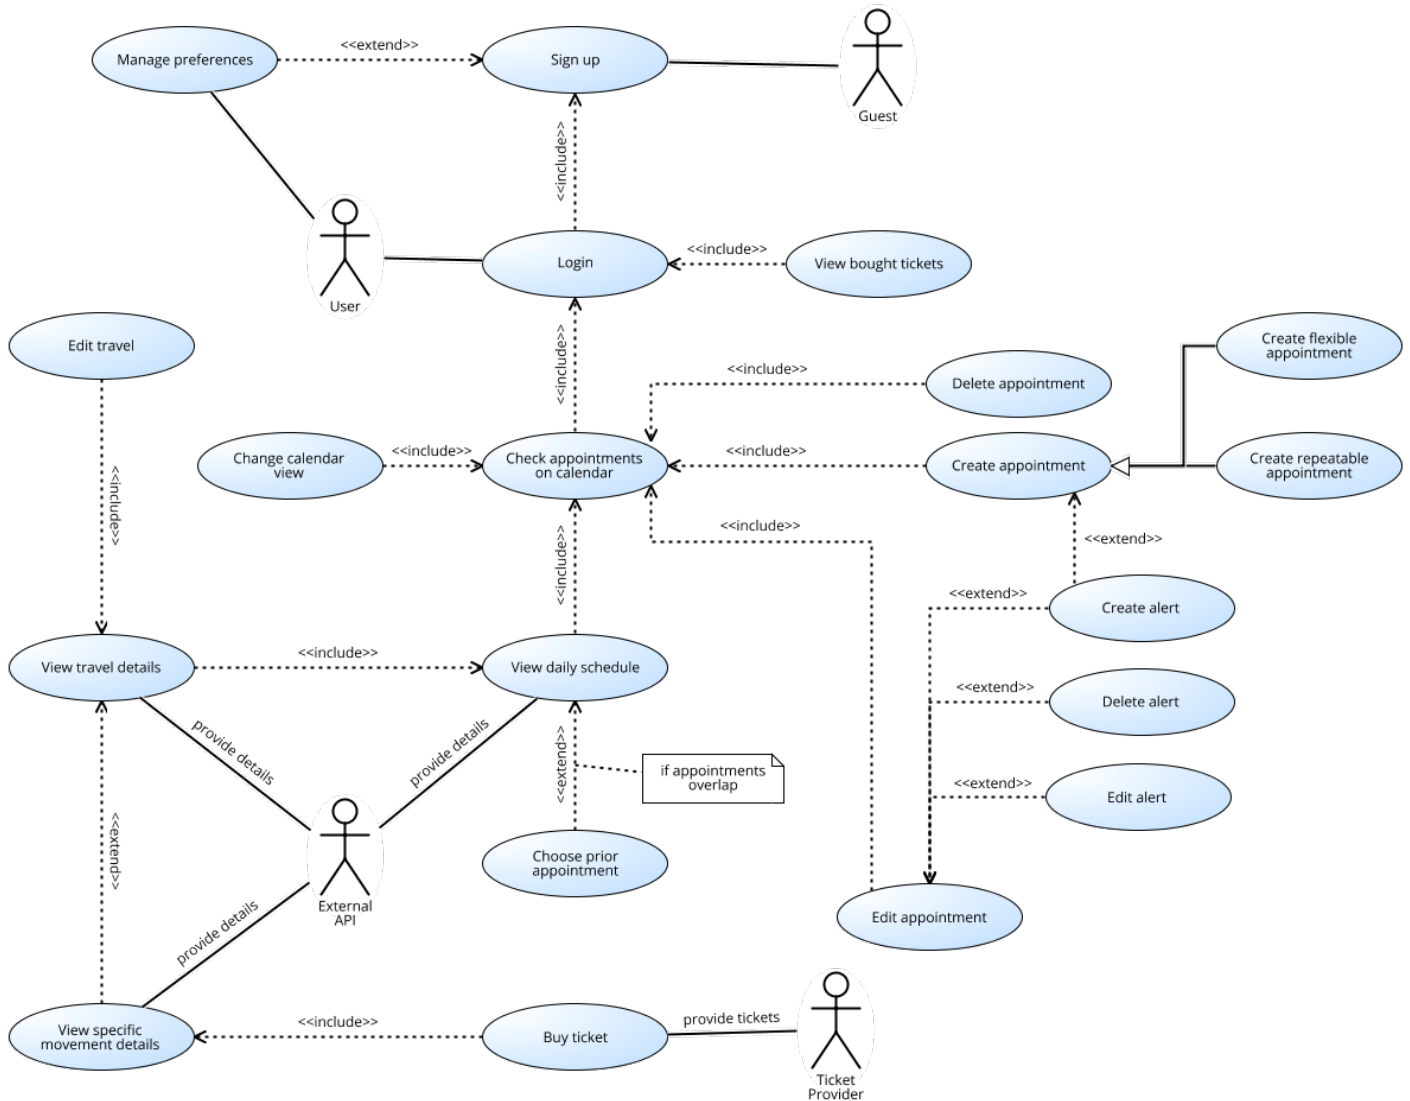 Manage preferences
<<extend>>
Sign up
Guest
<<include>>
User
Login
<<include>>
View bought tickets
Edit travel
<<include>>
<<include>>
Delete appointment
Create flexible
appointment
Change calendar
view
<<include>>
Check appointments
on calendar
<<include>>
Create appointment
Create repeatable
appointment
<<include>>
<<include>>
<<include>>
<<extend>>
<<extend>>
Create alert
View travel details
<<include>>
View daily schedule
<<extend>>
Delete alert
provide details
provide details
<<extend>>
if appointments
overlap
<<extend>>
Edit alert
<<extend>>
External
API
Choose prior
appointment
Edit appointment
provide details
View specific
movement details
<<include>>
Buy ticket
provide tickets
Ticket
Provider